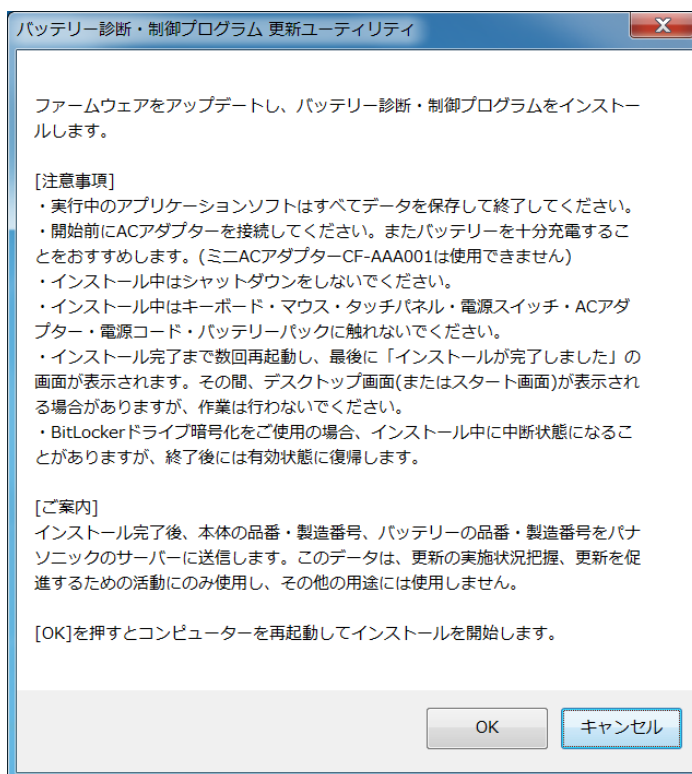 バッテリー診断・制御プログラム 更新ユーティリティ
ファームウェアをアップデートし、バッテリー診断・制御プログラムをインストー
ルします。
[注意事項]
・実行中のアプリケーションソフトはすべてデータを保存して終了してください。
・開始前にACアダプターを接続してください。またバッテリーを十分充電するこ
とをおすすめします。(ミニACアダプターCF-AAA001は使用できません)
・インストール中はシャットダウンをしないでください。
・インストール中はキーボード・マウス・タッチパネル・電源スイッチ・ACアダ
プター・電源コード・バッテリーパックに触れないでください。
・インストール完了まで数回再起動し、最後に「インストールが完了しました」の
画面が表示されます。その間、デスクトップ画面(またはスタート画面)が表示され
る場合がありますが、作業は行わないでください。
・BitLockerドライブ暗号化をご使用の場合、インストール中に中断状態になるこ
とがありますが、終了後には有効状態に復帰します。
[ご案内]
インストール完了後、本体の品番・製造番号、バッテリーの品番・製造番号をパナ
ソニックのサーバーに送信します。このデータは、更新の実施状況把握、更新を促
進するための活動にのみ使用し、その他の用途には使用しません。
[OK]を押すとコンピューターを再起動してインストールを開始します。
OK
キャンセル